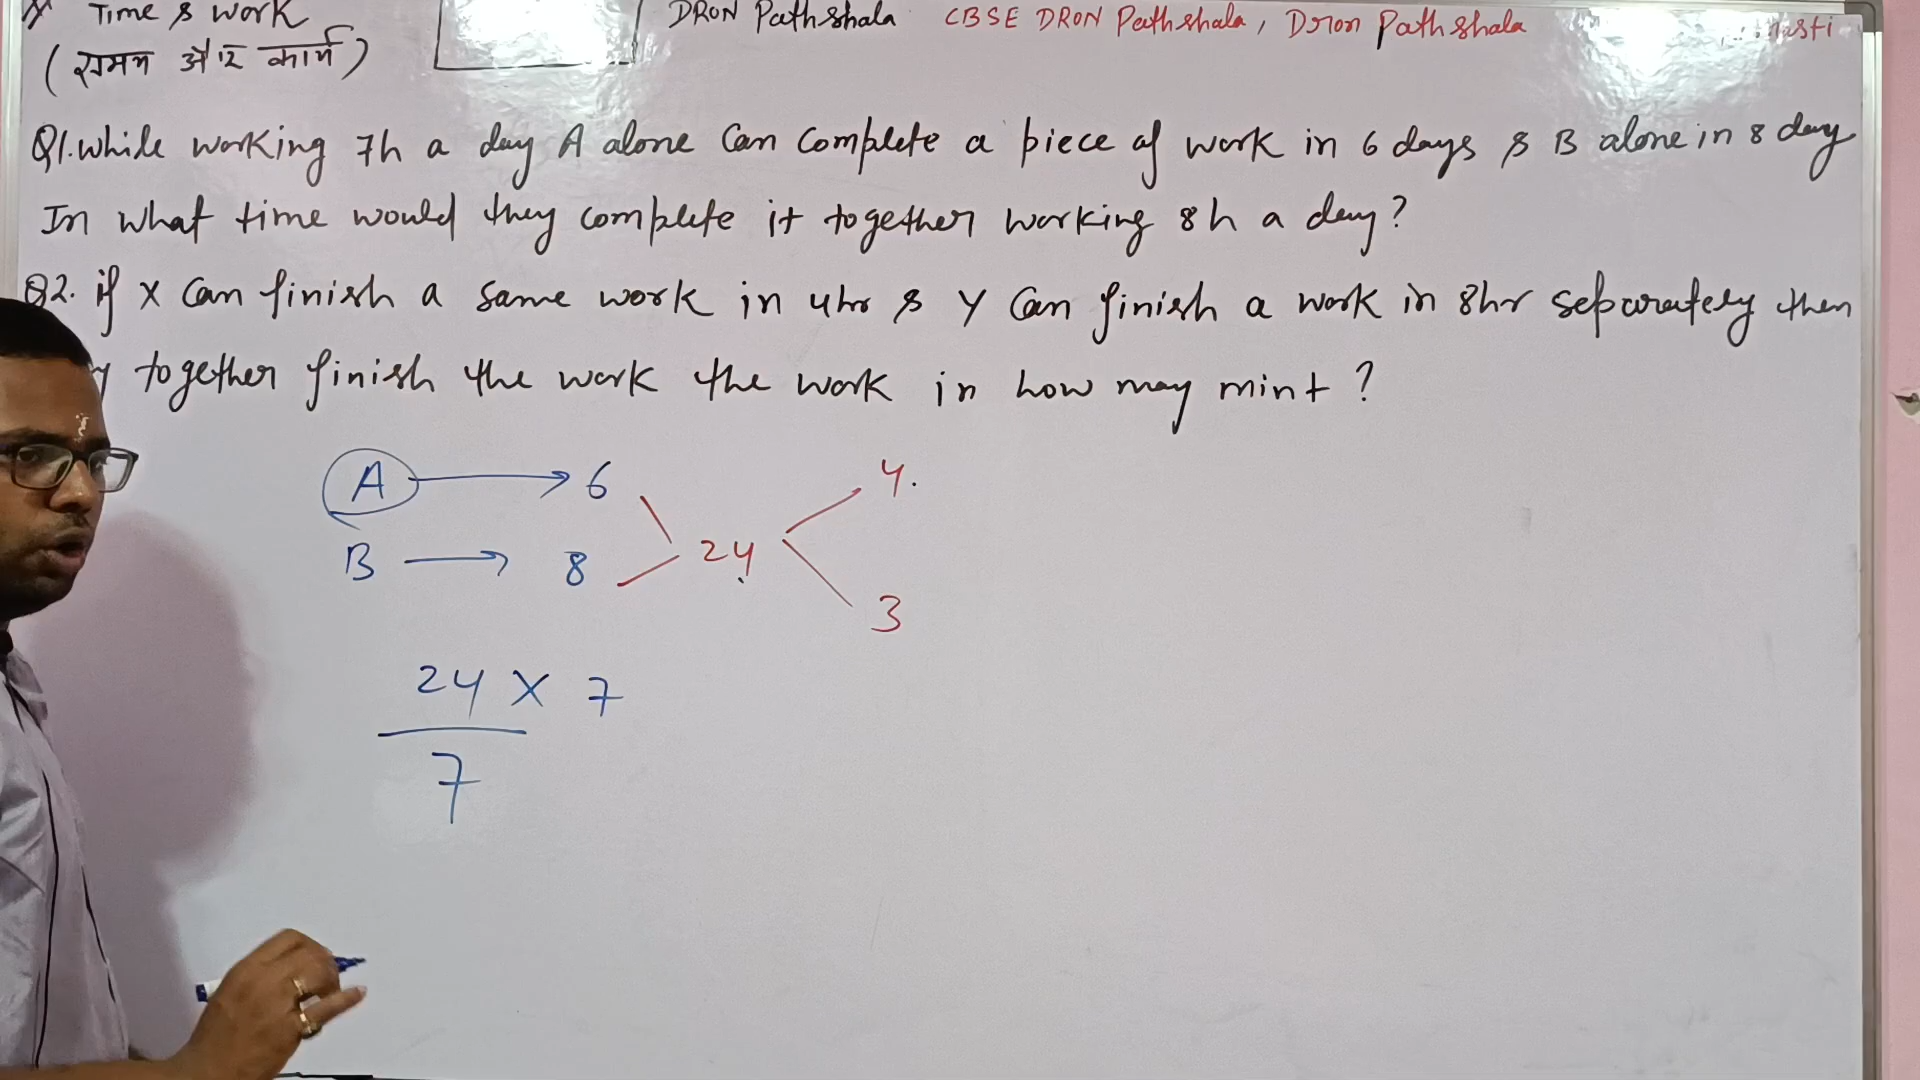 Time & work
(समय और कार्य)
DRON Pathshala CBSE DRON Pathshala, Dron Pathshala
Q1. While working 7h a day A alone Can Complete a piece of work in 6 days & B alone in 8 day
In what time would they complete it together working 8h a day?
Q2. if X Can finish a same work in 4hr & Y Can finish a work in 8hr separately then
together finish the work the work in how may mint?
A → 6
4.
24
B → 8
3
24 × 7
7